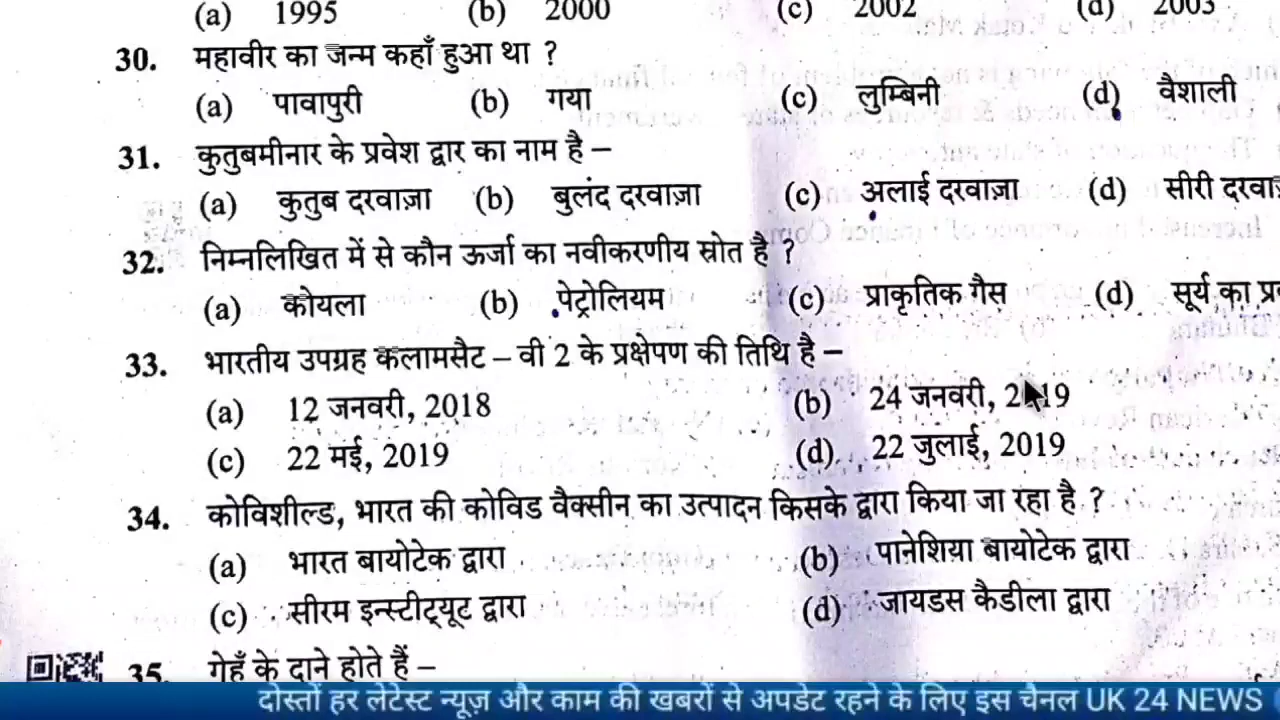 (a) 1995 (b) 2000 (c) 2002 (d) 2003
30. महावीर का जन्म कहाँ हुआ था ?
(a) पावापुरी (b) गया (c) लुम्बिनी (d) वैशाली
31. कुतुबमीनार के प्रवेश द्वार का नाम है –
(a) कुतुब दरवाज़ा (b) बुलंद दरवाज़ा (c) अलाई दरवाज़ा (d) सीरी दरवा
32. निम्नलिखित में से कौन ऊर्जा का नवीकरणीय स्रोत है ?
(a) कोयला (b) पेट्रोलियम (c) प्राकृतिक गैस (d) सूर्य का
33. भारतीय उपग्रह कलामसैट – वी 2 के प्रक्षेपण की तिथि है –
(a) 12 जनवरी, 2018 (b) 24 जनवरी, 2019
(c) 22 मई, 2019 (d) 22 जुलाई, 2019
34. कोविशील्ड, भारत की कोविड वैक्सीन का उत्पादन किसके द्वारा किया जा रहा है ?
(a) भारत बायोटेक द्वारा (b) पानेशिया बायोटेक द्वारा
(c) सीरम इन्स्टीट्यूट द्वारा (d) जायडस कैडीला द्वारा
35. गेहूँ के दाने होते हैं –
दोस्तों हर लेटेस्ट न्यूज़ और काम की खबरों से अपडेट रहने के लिए इस चैनल UK 24 NEWS